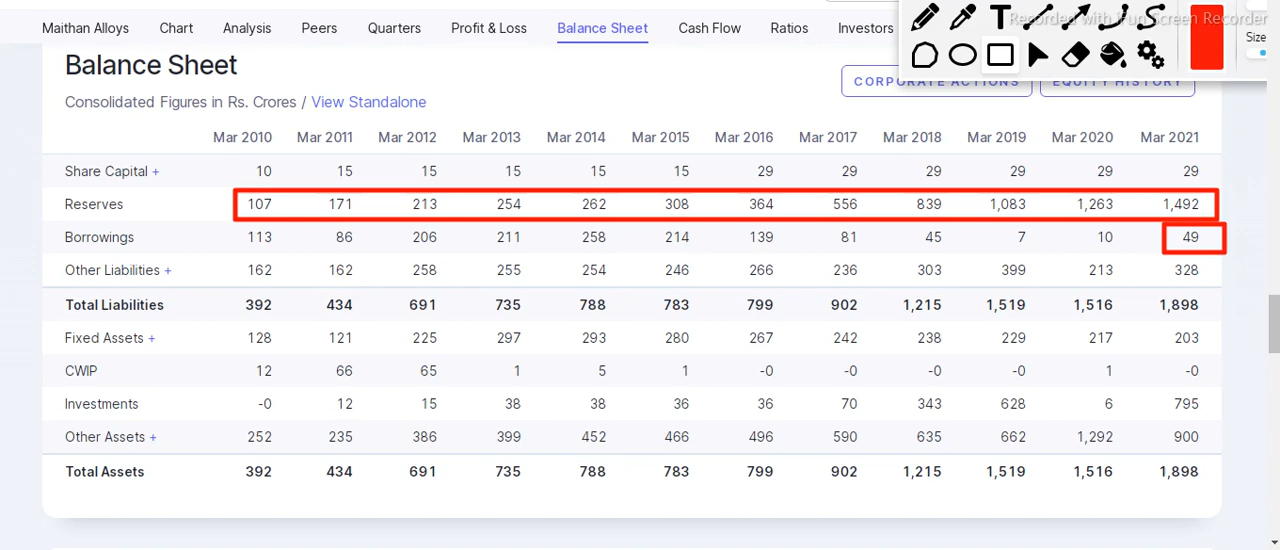 Maithan Alloys Chart Analysis Peers Quarters Profit & Loss Balance Sheet Cash Flow Ratios Investors
T Recorded with iFun Screen Recorder
Size
Balance Sheet
CORPORATE ACTIONS EQUITY HISTORY
Consolidated Figures in Rs. Crores / View Standalone
Mar 2010 Mar 2011 Mar 2012 Mar 2013 Mar 2014 Mar 2015 Mar 2016 Mar 2017 Mar 2018 Mar 2019 Mar 2020 Mar 2021
Share Capital + 10 15 15 15 15 15 29 29 29 29 29 29
Reserves 107 171 213 254 262 308 364 556 839 1,083 1,263 1,492
Borrowings 113 86 206 211 258 214 139 81 45 7 10 49
Other Liabilities + 162 162 258 255 254 246 266 236 303 399 213 328
Total Liabilities 392 434 691 735 788 783 799 902 1,215 1,519 1,516 1,898
Fixed Assets + 128 121 225 297 293 280 267 242 238 229 217 203
CWIP 12 66 65 1 5 1 -0 -0 -0 -0 1 -0
Investments -0 12 15 38 38 36 36 70 343 628 6 795
Other Assets + 252 235 386 399 452 466 496 590 635 662 1,292 900
Total Assets 392 434 691 735 788 783 799 902 1,215 1,519 1,516 1,898